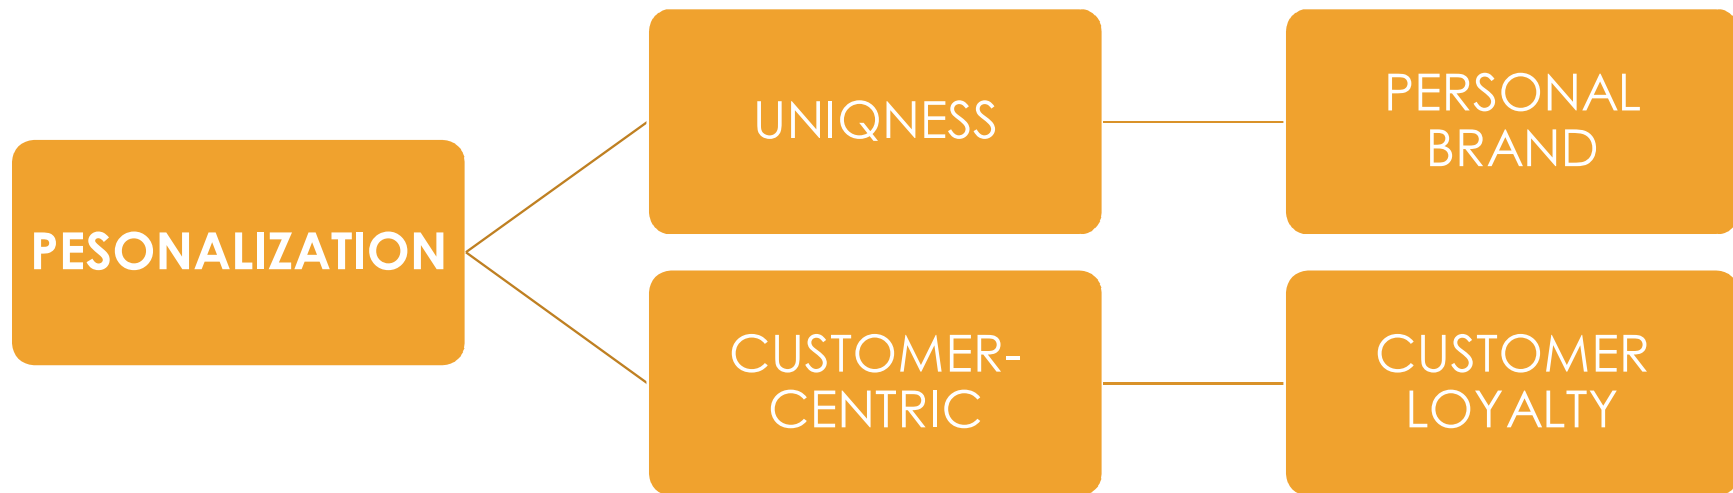 PESONALIZATION
UNIQNESS
PERSONAL
BRAND
CUSTOMER-
CENTRIC
CUSTOMER
LOYALTY